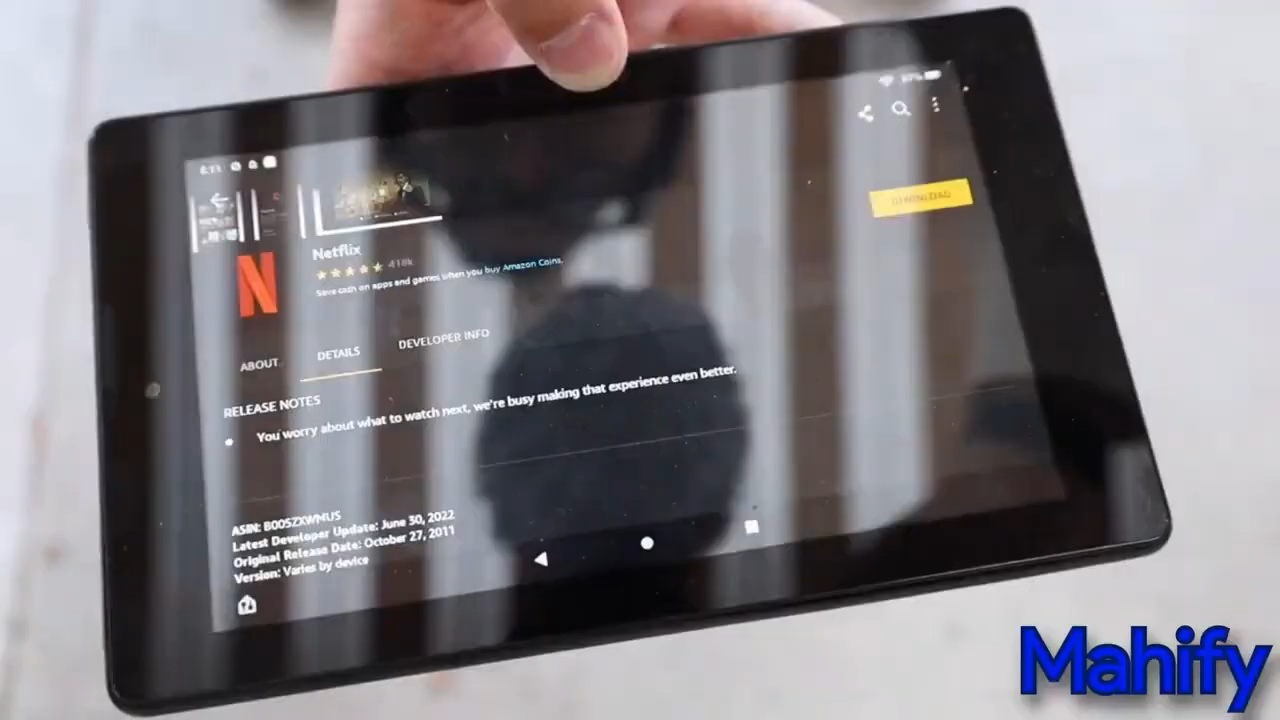 DOWNLOAD
Netflix
418k
Save cash on apps and games when you buy Amazon Coins.
ABOUT
DETAILS
DEVELOPER INFO
RELEASE NOTES
You worry about what to watch next, we're busy making that experience even better.
ASIN: B005ZXWMUS
Latest Developer Update: June 30, 2022
Original Release Date: October 27, 2011
Version: Varies by device
Mahify